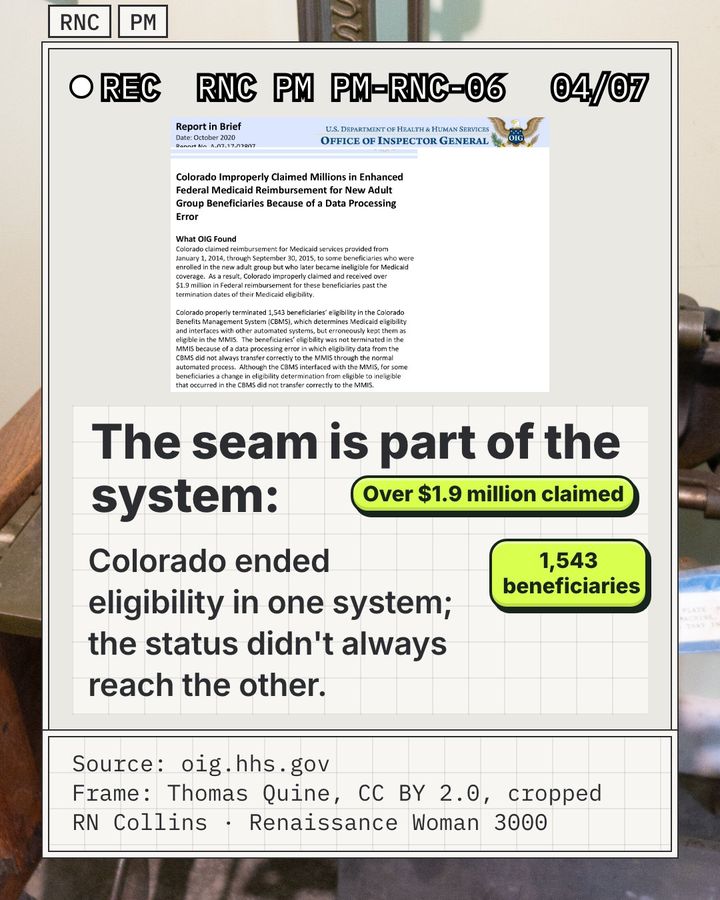 RNC PM
REC RNC PM PM-RNC-06 04/07
Report in Brief
Date: October 2020
Report No. A-07-17-02807
U.S. DEPARTMENT OF HEALTH & HUMAN SERVICES
OFFICE OF INSPECTOR GENERAL
OIG
Colorado Improperly Claimed Millions in Enhanced
Federal Medicaid Reimbursement for New Adult
Group Beneficiaries Because of a Data Processing
Error
What OIG Found
Colorado claimed reimbursement for Medicaid services provided from
January 1, 2014, through September 30, 2015, to some beneficiaries who were
enrolled in the new adult group but who later became ineligible for Medicaid
coverage. As a result, Colorado improperly claimed and received over
$1.9 million in Federal reimbursement for these beneficiaries past the
termination dates of their Medicaid eligibility.
Colorado properly terminated 1,543 beneficiaries' eligibility in the Colorado
Benefits Management System (CBMS), which determines Medicaid eligibility
and interfaces with other automated systems, but erroneously kept them as
eligible in the MMIS. The beneficiaries' eligibility was not terminated in the
MMIS because of a data processing error in which eligibility data from the
CBMS did not always transfer correctly to the MMIS through the normal
automated process. Although the CBMS interfaced with the MMIS, for some
beneficiaries a change in eligibility determination from eligible to ineligible
that occurred in the CBMS did not transfer correctly to the MMIS.
The seam is part of the
system:
Over $1.9 million claimed
Colorado ended
eligibility in one system;
the status didn't always
reach the other.
1,543
beneficiaries
Source: oig.hhs.gov
Frame: Thomas Quine, CC BY 2.0, cropped
RN Collins · Renaissance Woman 3000